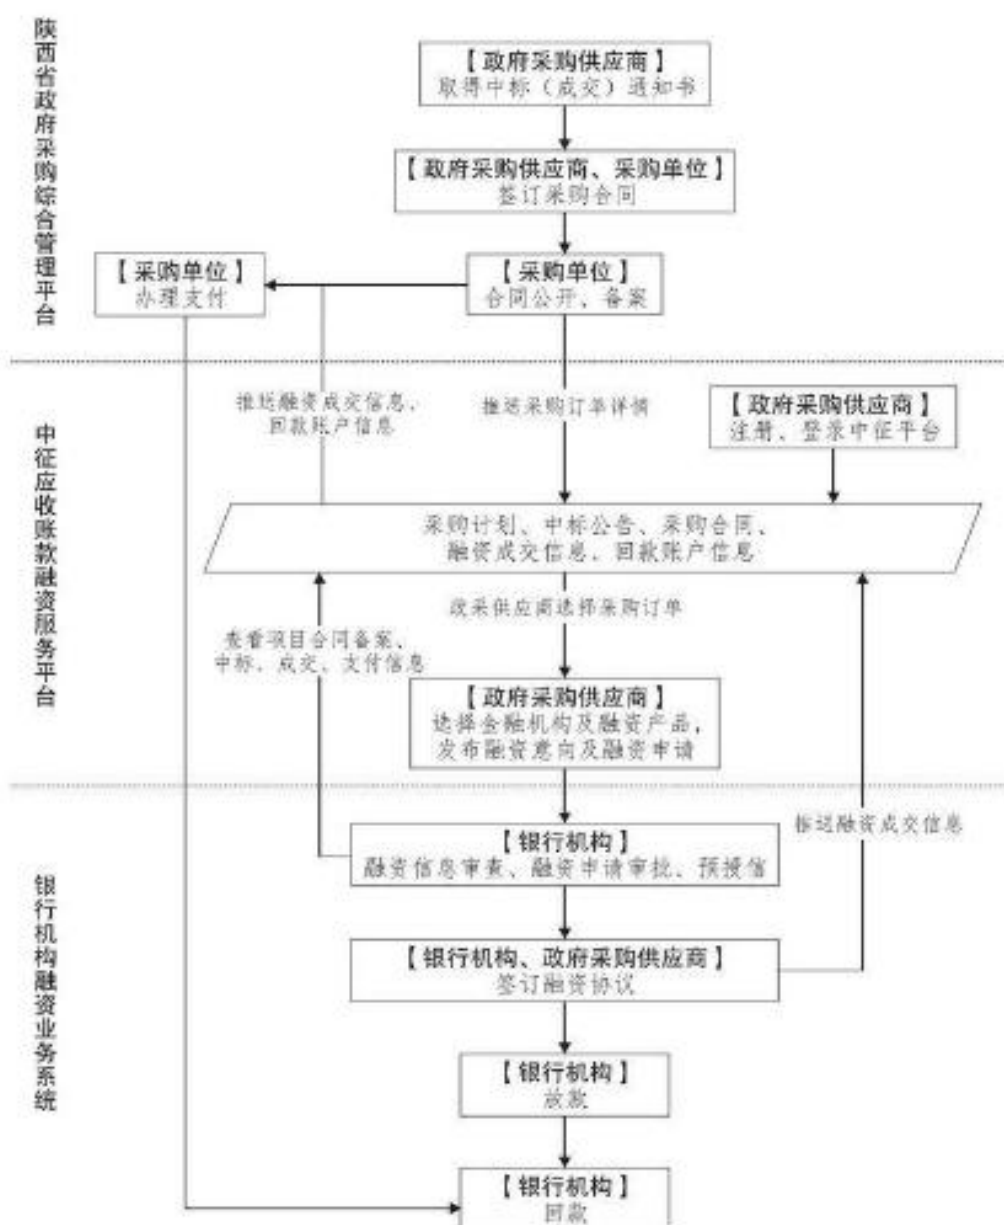 陕西省政府采购综合管理平台
【政府采购供应商】
取得中标（成交）通知书
【政府采购供应商、采购单位】
签订采购合同
【采购单位】
办理支付
【采购单位】
合同公开、备案
中征应收账款融资服务平台
推送融资成交信息、
回款账户信息
推送采购订单详情
【政府采购供应商】
注册、登录中征平台
采购计划、中标公告、采购合同、
融资成交信息、回款账户信息
政采供应商选择采购订单
查看项目合同备案、
中标、成交、支付信息
【政府采购供应商】
选择金融机构及融资产品，
发布融资意向及融资申请
银行机构融资业务系统
推送融资成交信息
【银行机构】
融资信息审查、融资申请审批、预授信
【银行机构、政府采购供应商】
签订融资协议
【银行机构】
放款
【银行机构】
回款